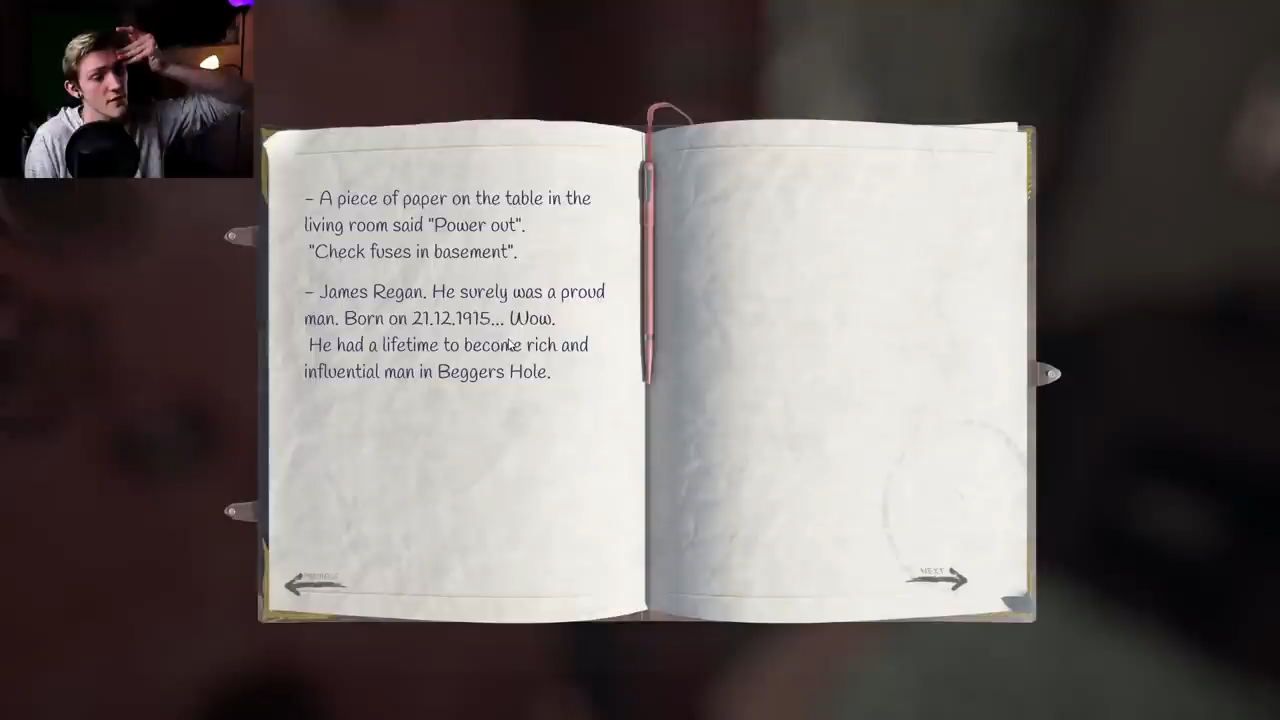 - A piece of paper on the table in the
living room said "Power out".
"Check fuses in basement".
- James Regan. He surely was a proud
man. Born on 21.12.1915... Wow.
He had a lifetime to become rich and
influential man in Beggers Hole.
NEXT